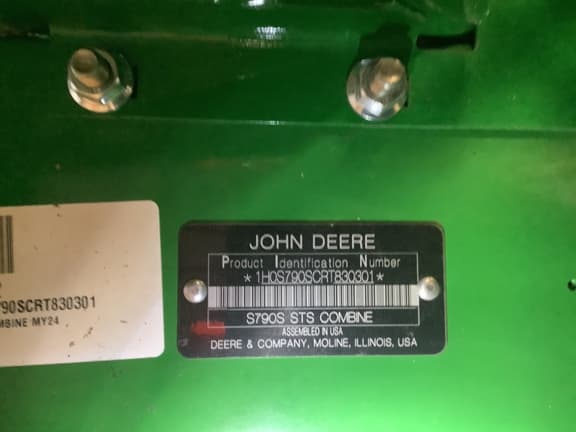 JOHN DEERE
Product Identification Number
*1H0S790SCRT830301*
S790S STS COMBINE
ASSEMBLED IN USA
DEERE & COMPANY, MOLINE, ILLINOIS, USA
790SCRT830301
MBINE MY24